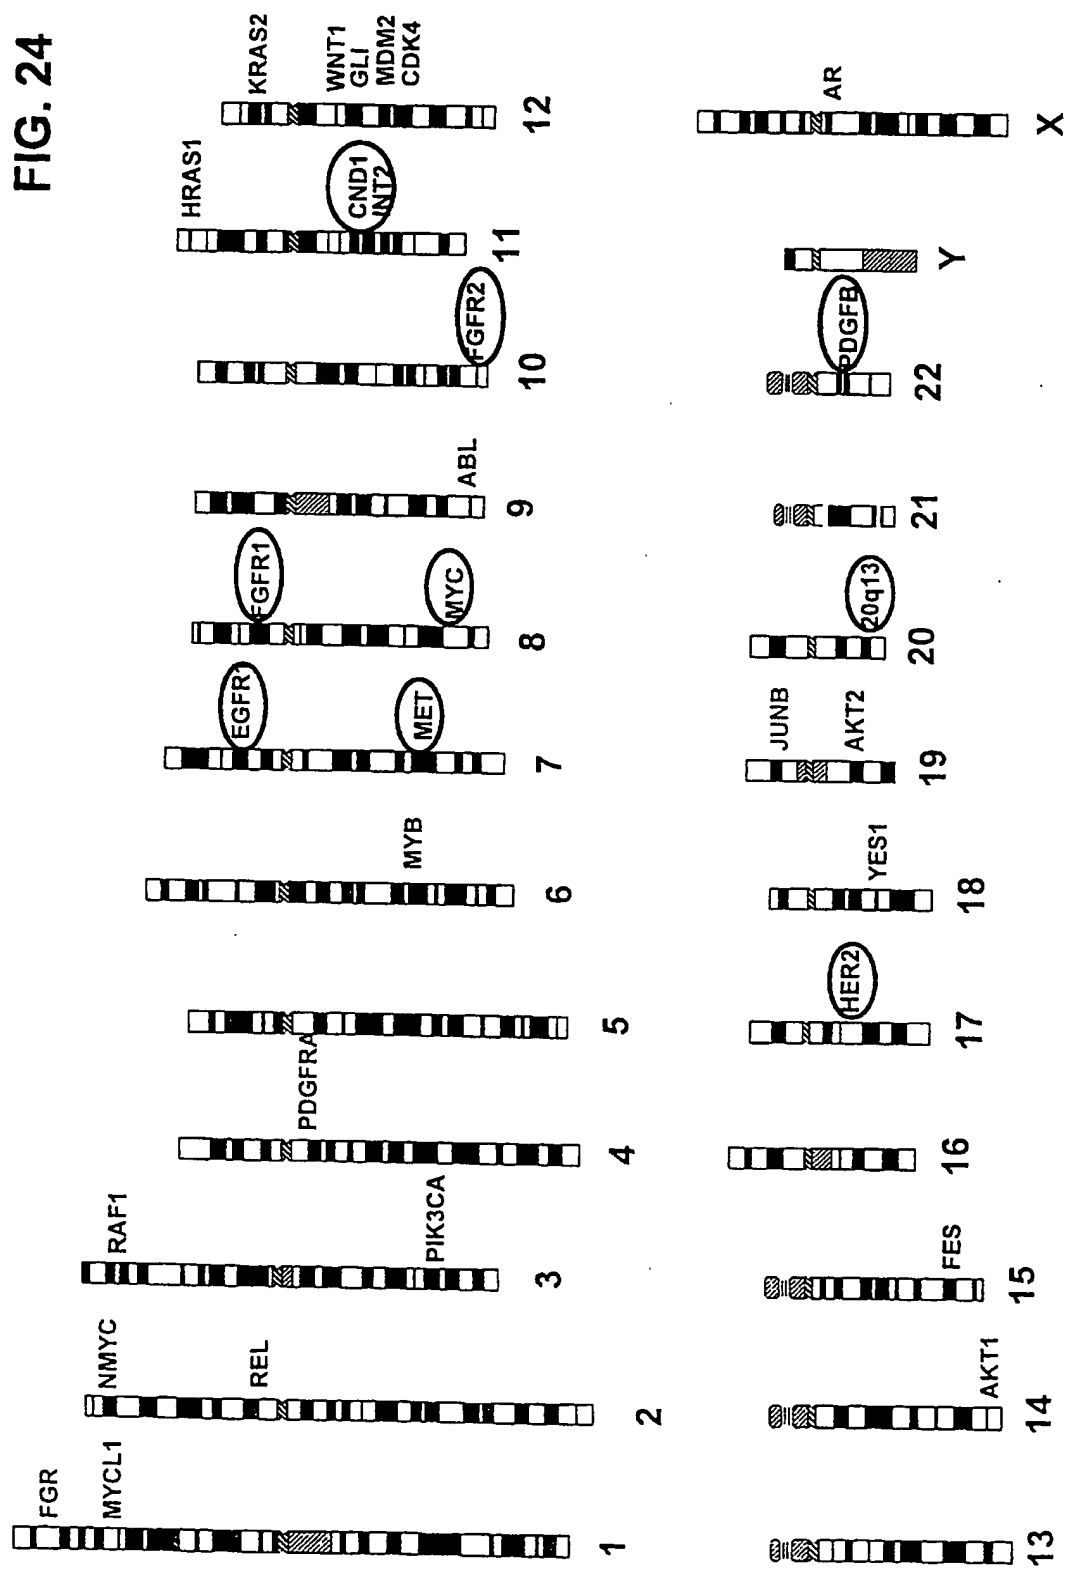 FIG. 24
FGR
MYCL1
1
NMYC
REL
2
RAF1
PIK3CA
3
PDGFRA
4
5
MYB
6
EGFR1
MET
7
FGFR1
MYC
8
ABL
9
FGFR2
10
HRAS1
CND1
INT2
11
KRAS2
WNT1
GLI
MDM2
CDK4
12
13
AKT1
14
FES
15
16
HER2
17
YES1
18
JUNB
AKT2
19
20q13
20
21
PDGFB
22
Y
AR
X